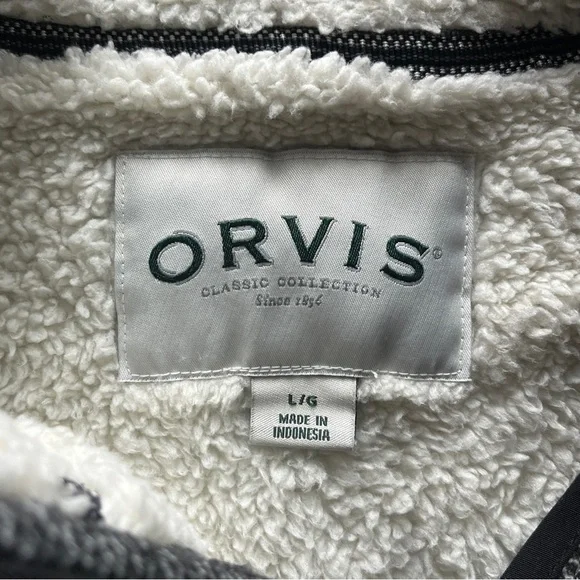 ORVIS®
CLASSIC COLLECTION
Since 1856
L/G
MADE IN
INDONESIA